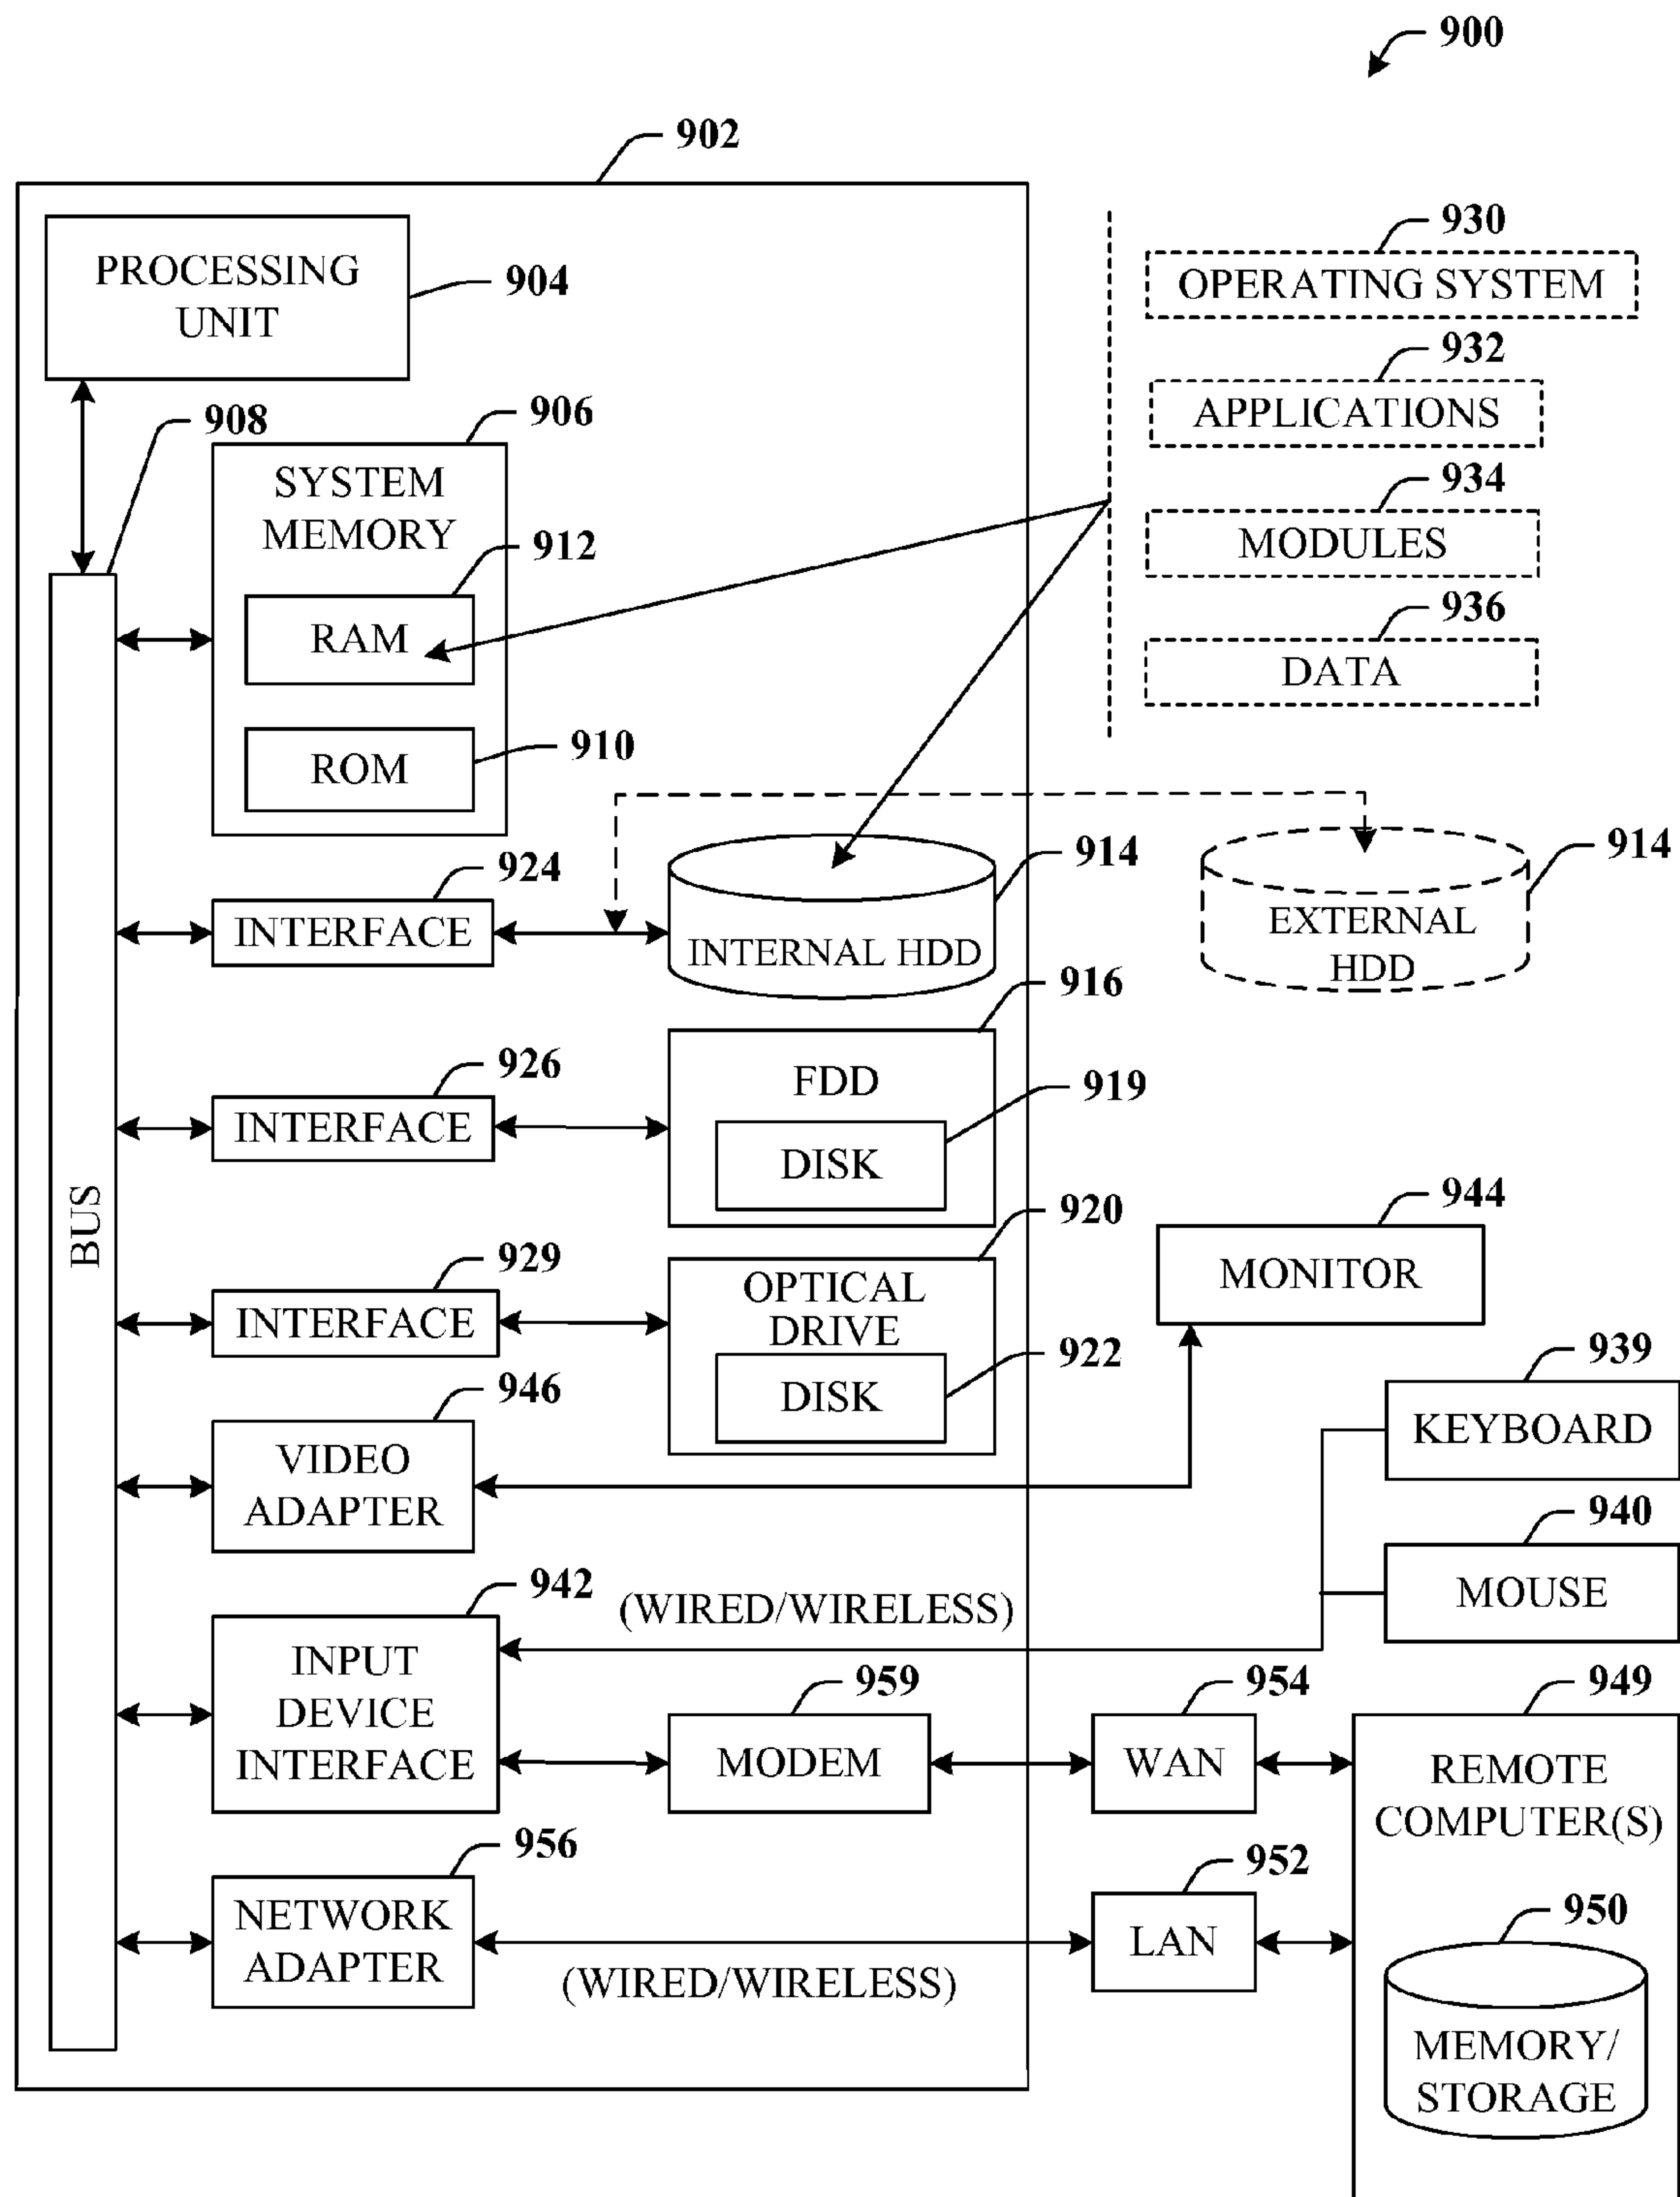 900
902
PROCESSING
UNIT
904
930
OPERATING SYSTEM
932
APPLICATIONS
934
MODULES
936
DATA
908
906
SYSTEM
MEMORY
912
RAM
910
ROM
924
INTERFACE
914
INTERNAL HDD
914
EXTERNAL
HDD
916
926
INTERFACE
FDD
919
DISK
BUS
920
929
INTERFACE
OPTICAL
DRIVE
922
DISK
944
MONITOR
939
KEYBOARD
946
VIDEO
ADAPTER
940
MOUSE
942
(WIRED/WIRELESS)
INPUT
DEVICE
INTERFACE
959
MODEM
954
WAN
949
REMOTE
COMPUTER(S)
956
NETWORK
ADAPTER
(WIRED/WIRELESS)
952
LAN
950
MEMORY/
STORAGE